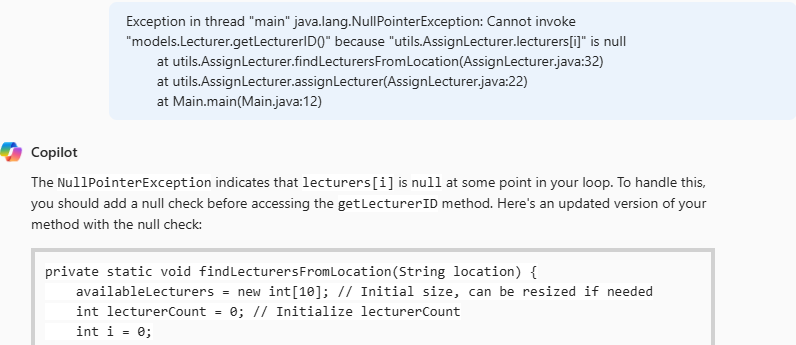 Exception in thread "main" java.lang.NullPointerException: Cannot invoke
"models.Lecturer.getLecturerID()" because "utils.AssignLecturer.lecturers[i]" is null
at utils.AssignLecturer.findLecturersFromLocation(AssignLecturer.java:32)
at utils.AssignLecturer.assignLecturer(AssignLecturer.java:22)
at Main.main(Main.java:12)
Copilot
The NullPointerException indicates that lecturers[i] is null at some point in your loop. To handle this,
you should add a null check before accessing the getLecturerID method. Here's an updated version of your
method with the null check:
private static void findLecturersFromLocation(String location) {
availableLecturers = new int[10]; // Initial size, can be resized if needed
int lecturerCount = 0; // Initialize lecturerCount
int i = 0;